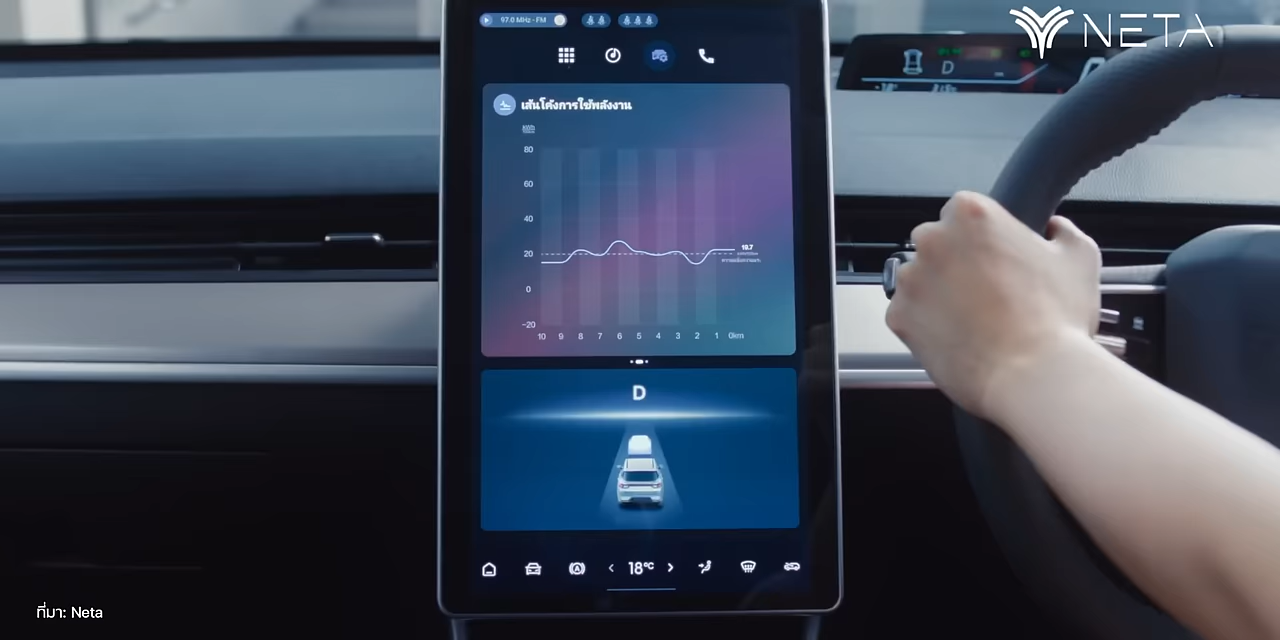 97.0 MHz - FM
NETA
D
เส้นโค้งการใช้พลังงาน
80
60
40
20
19.7
0
-20
10 9 8 7 6 5 4 3 2 1 0km
D
18°C
ที่มา: Neta